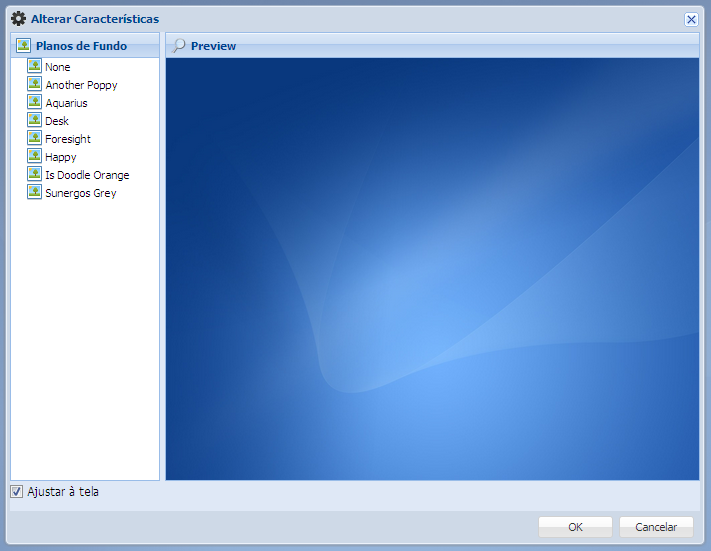 Alterar Características
Planos de Fundo
Preview
None
Another Poppy
Aquarius
Desk
Foresight
Happy
Is Doodle Orange
Sunergos Grey
Ajustar à tela
OK
Cancelar